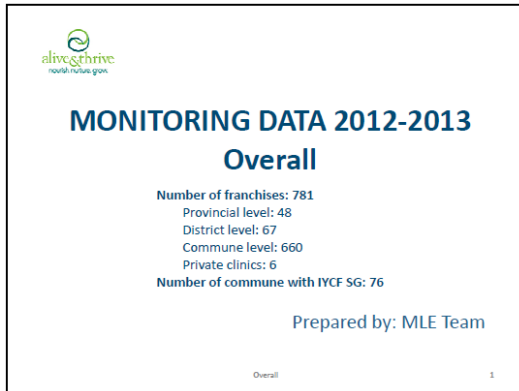 alive&thrive
nourish. nurture. grow.
MONITORING DATA 2012-2013
Overall
Number of franchises: 781
Provincial level: 48
District level: 67
Commune level: 660
Private clinics: 6
Number of commune with IYCF SG: 76
Prepared by: MLE Team
Overall
1